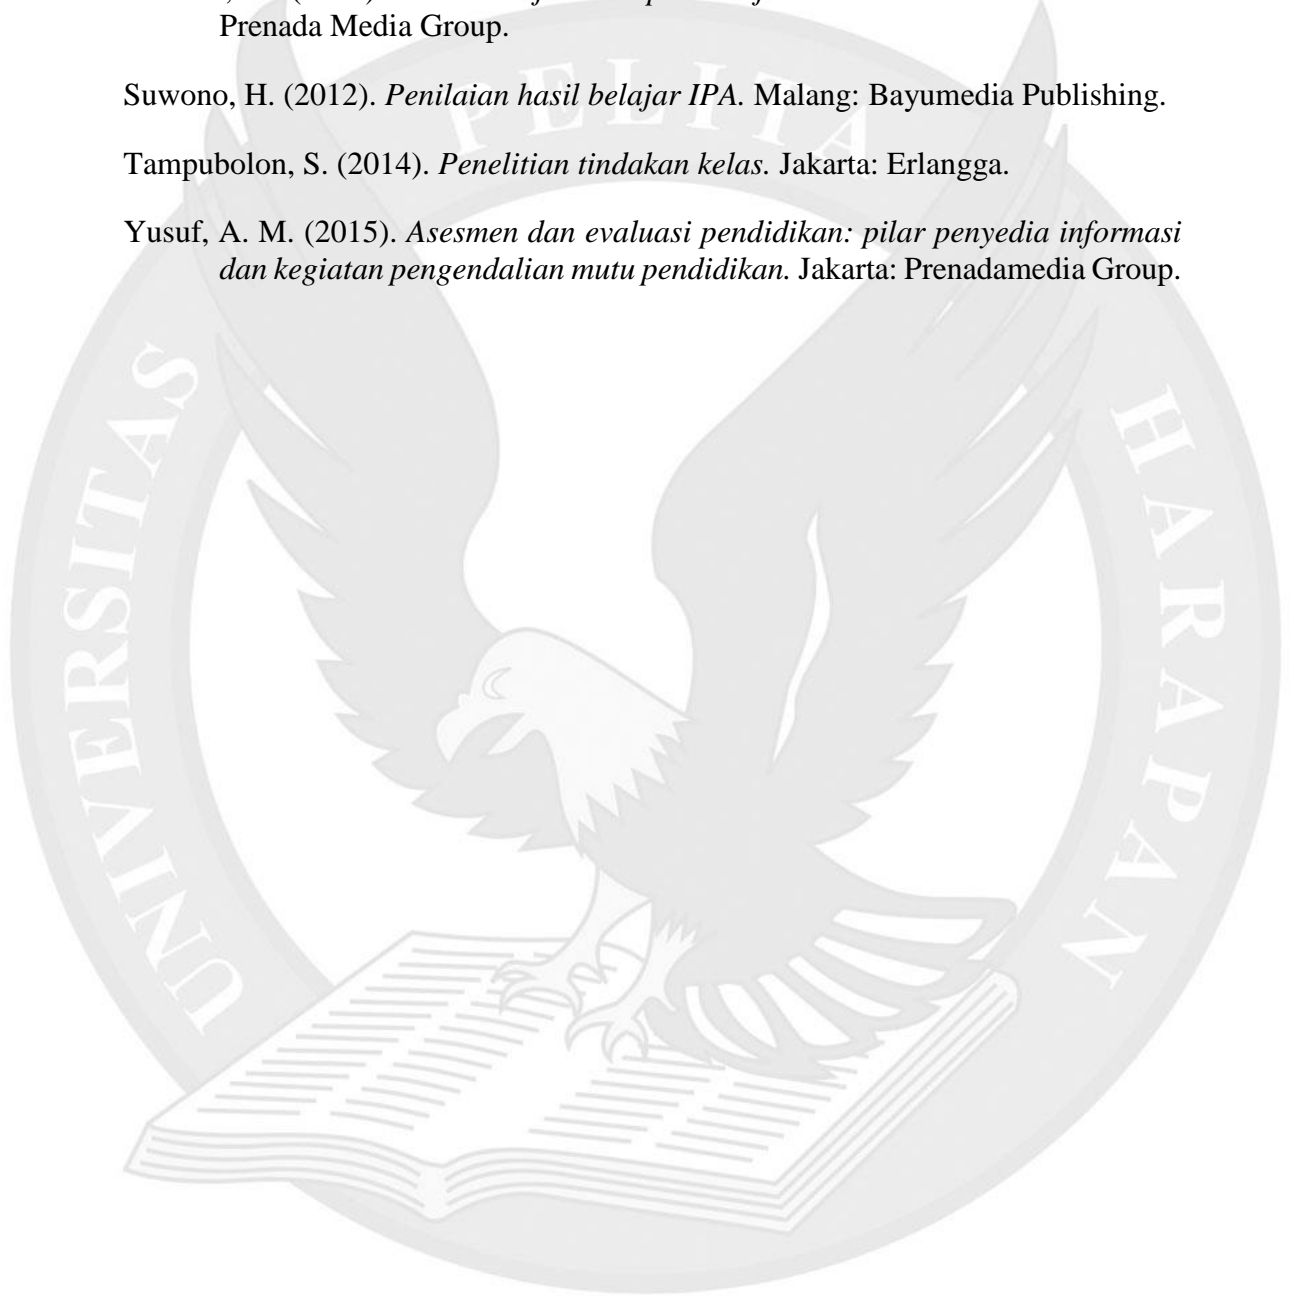 Prenada Media Group.
Suwono, H. (2012). Penilaian hasil belajar IPA. Malang: Bayumedia Publishing.
Tampubolon, S. (2014). Penelitian tindakan kelas. Jakarta: Erlangga.
Yusuf, A. M. (2015). Asesmen dan evaluasi pendidikan: pilar penyedia informasi
dan kegiatan pengendalian mutu pendidikan. Jakarta: Prenadamedia Group.
UNIVERSITAS
PELITA
HARAPAN